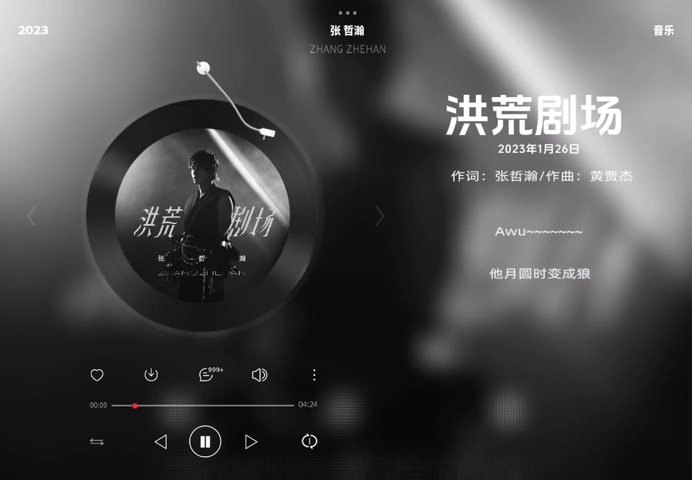 2023
张 哲瀚
ZHANG ZHEHAN
音乐
洪荒剧场
2023年1月26日
作词：张哲瀚/作曲：黄贾杰
Awu~~~~~~~
他月圆时变成狼
洪荒 剧场
张 哲 瀚
ZHANGZHEHAN
999+
00:00
04:24